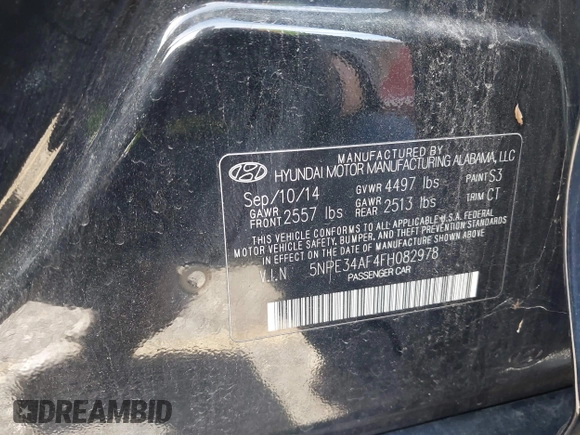 MANUFACTURED BY
HYUNDAI MOTOR MANUFACTURING ALABAMA, LLC
Sep/10/14 GVWR 4497 lbs PAINT S3
GAWR FRONT 2557 lbs GAWR REAR 2513 lbs TRIM CT
THIS VEHICLE CONFORMS TO ALL APPLICABLE U.S.A. FEDERAL
MOTOR VEHICLE SAFETY, BUMPER, AND THEFT PREVENTION STANDARDS
IN EFFECT ON THE DATE OF MANUFACTURE SHOWN ABOVE.
V.I.N 5NPE34AF4FH082978
PASSENGER CAR
DREAMBID